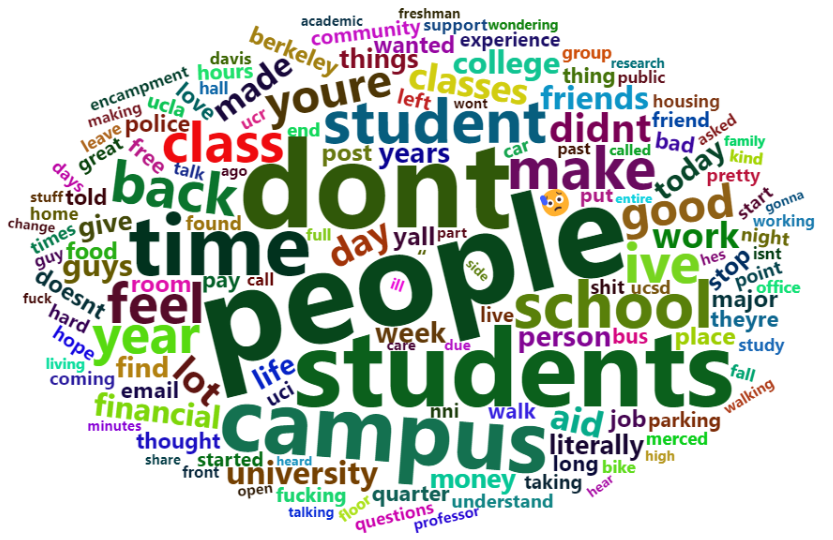 freshman
academic
community support wondering
berkeley
wanted experience
davis
things
college
group
research
encampment
hours
hall
love
made
youre
classes
thing public
making
ucla
ucr
left
wont
friends
housing
leave police
class
end
student
didnt
friend
asked
great
free
talk
ago
post years
car
past called
bad
family
kind
days
told
back
dont
make
today
pretty
stuff
home
change
times give
found
full
day
yall part
“
people
put
entire
good
start
gonna
working
guy food
guys
time
side
ive
work
night
hes
isnt
doesnt
room pay call
ill
shit ucsd
stop
point
office
fuck
hard
feel
live
school
major
theyre
hope
year
week
care
due
person bus place
study
living
coming
find
lot
life
uci
students
fall
walking
email
financial
campus
nni
walk
aid
job parking
minutes
thought
literally
merced
share
started heard
long bike
high
front
university
money
taking
hear
open
fucking
quarter understand
talking
floor
questions professor